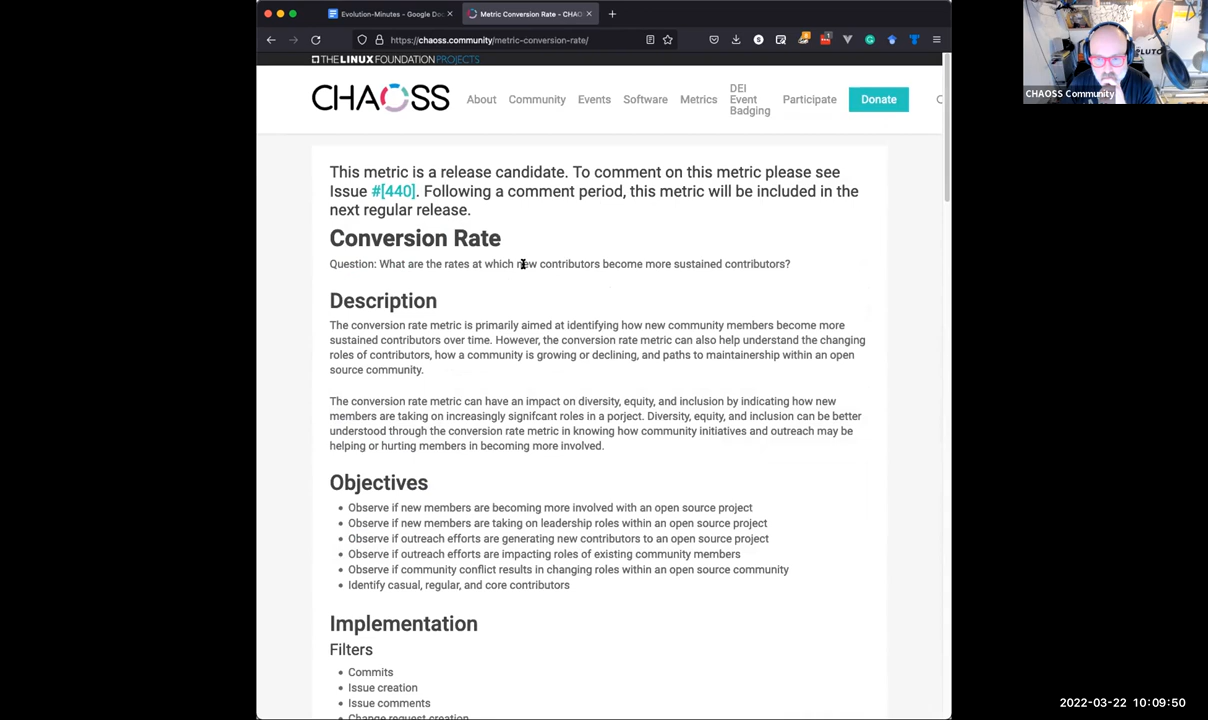 Evolution-Minutes - Google Do
Metric Conversion Rate - CHAO
https://chaoss.community/metric-conversion-rate/
THE LINUX FOUNDATION PROJECTS
CHAOSS
About
Community
Events
Software
Metrics
DEI
Event
Badging
Participate
Donate
This metric is a release candidate. To comment on this metric please see
Issue #[440]. Following a comment period, this metric will be included in the
next regular release.
Conversion Rate
Question: What are the rates at which new contributors become more sustained contributors?
Description
The conversion rate metric is primarily aimed at identifying how new community members become more
sustained contributors over time. However, the conversion rate metric can also help understand the changing
roles of contributors, how a community is growing or declining, and paths to maintainership within an open
source community.
The conversion rate metric can have an impact on diversity, equity, and inclusion by indicating how new
members are taking on increasingly signifcant roles in a porject. Diversity, equity, and inclusion can be better
understood through the conversion rate metric in knowing how community initiatives and outreach may be
helping or hurting members in becoming more involved.
Objectives
Observe if new members are becoming more involved with an open source project
Observe if new members are taking on leadership roles within an open source project
Observe if outreach efforts are generating new contributors to an open source project
Observe if outreach efforts are impacting roles of existing community members
Observe if community conflict results in changing roles within an open source community
Identify casual, regular, and core contributors
Implementation
Filters
Commits
Issue creation
Issue comments
Change request creation
CHAOSS Community
PLUTO
2022-03-22 10:09:50